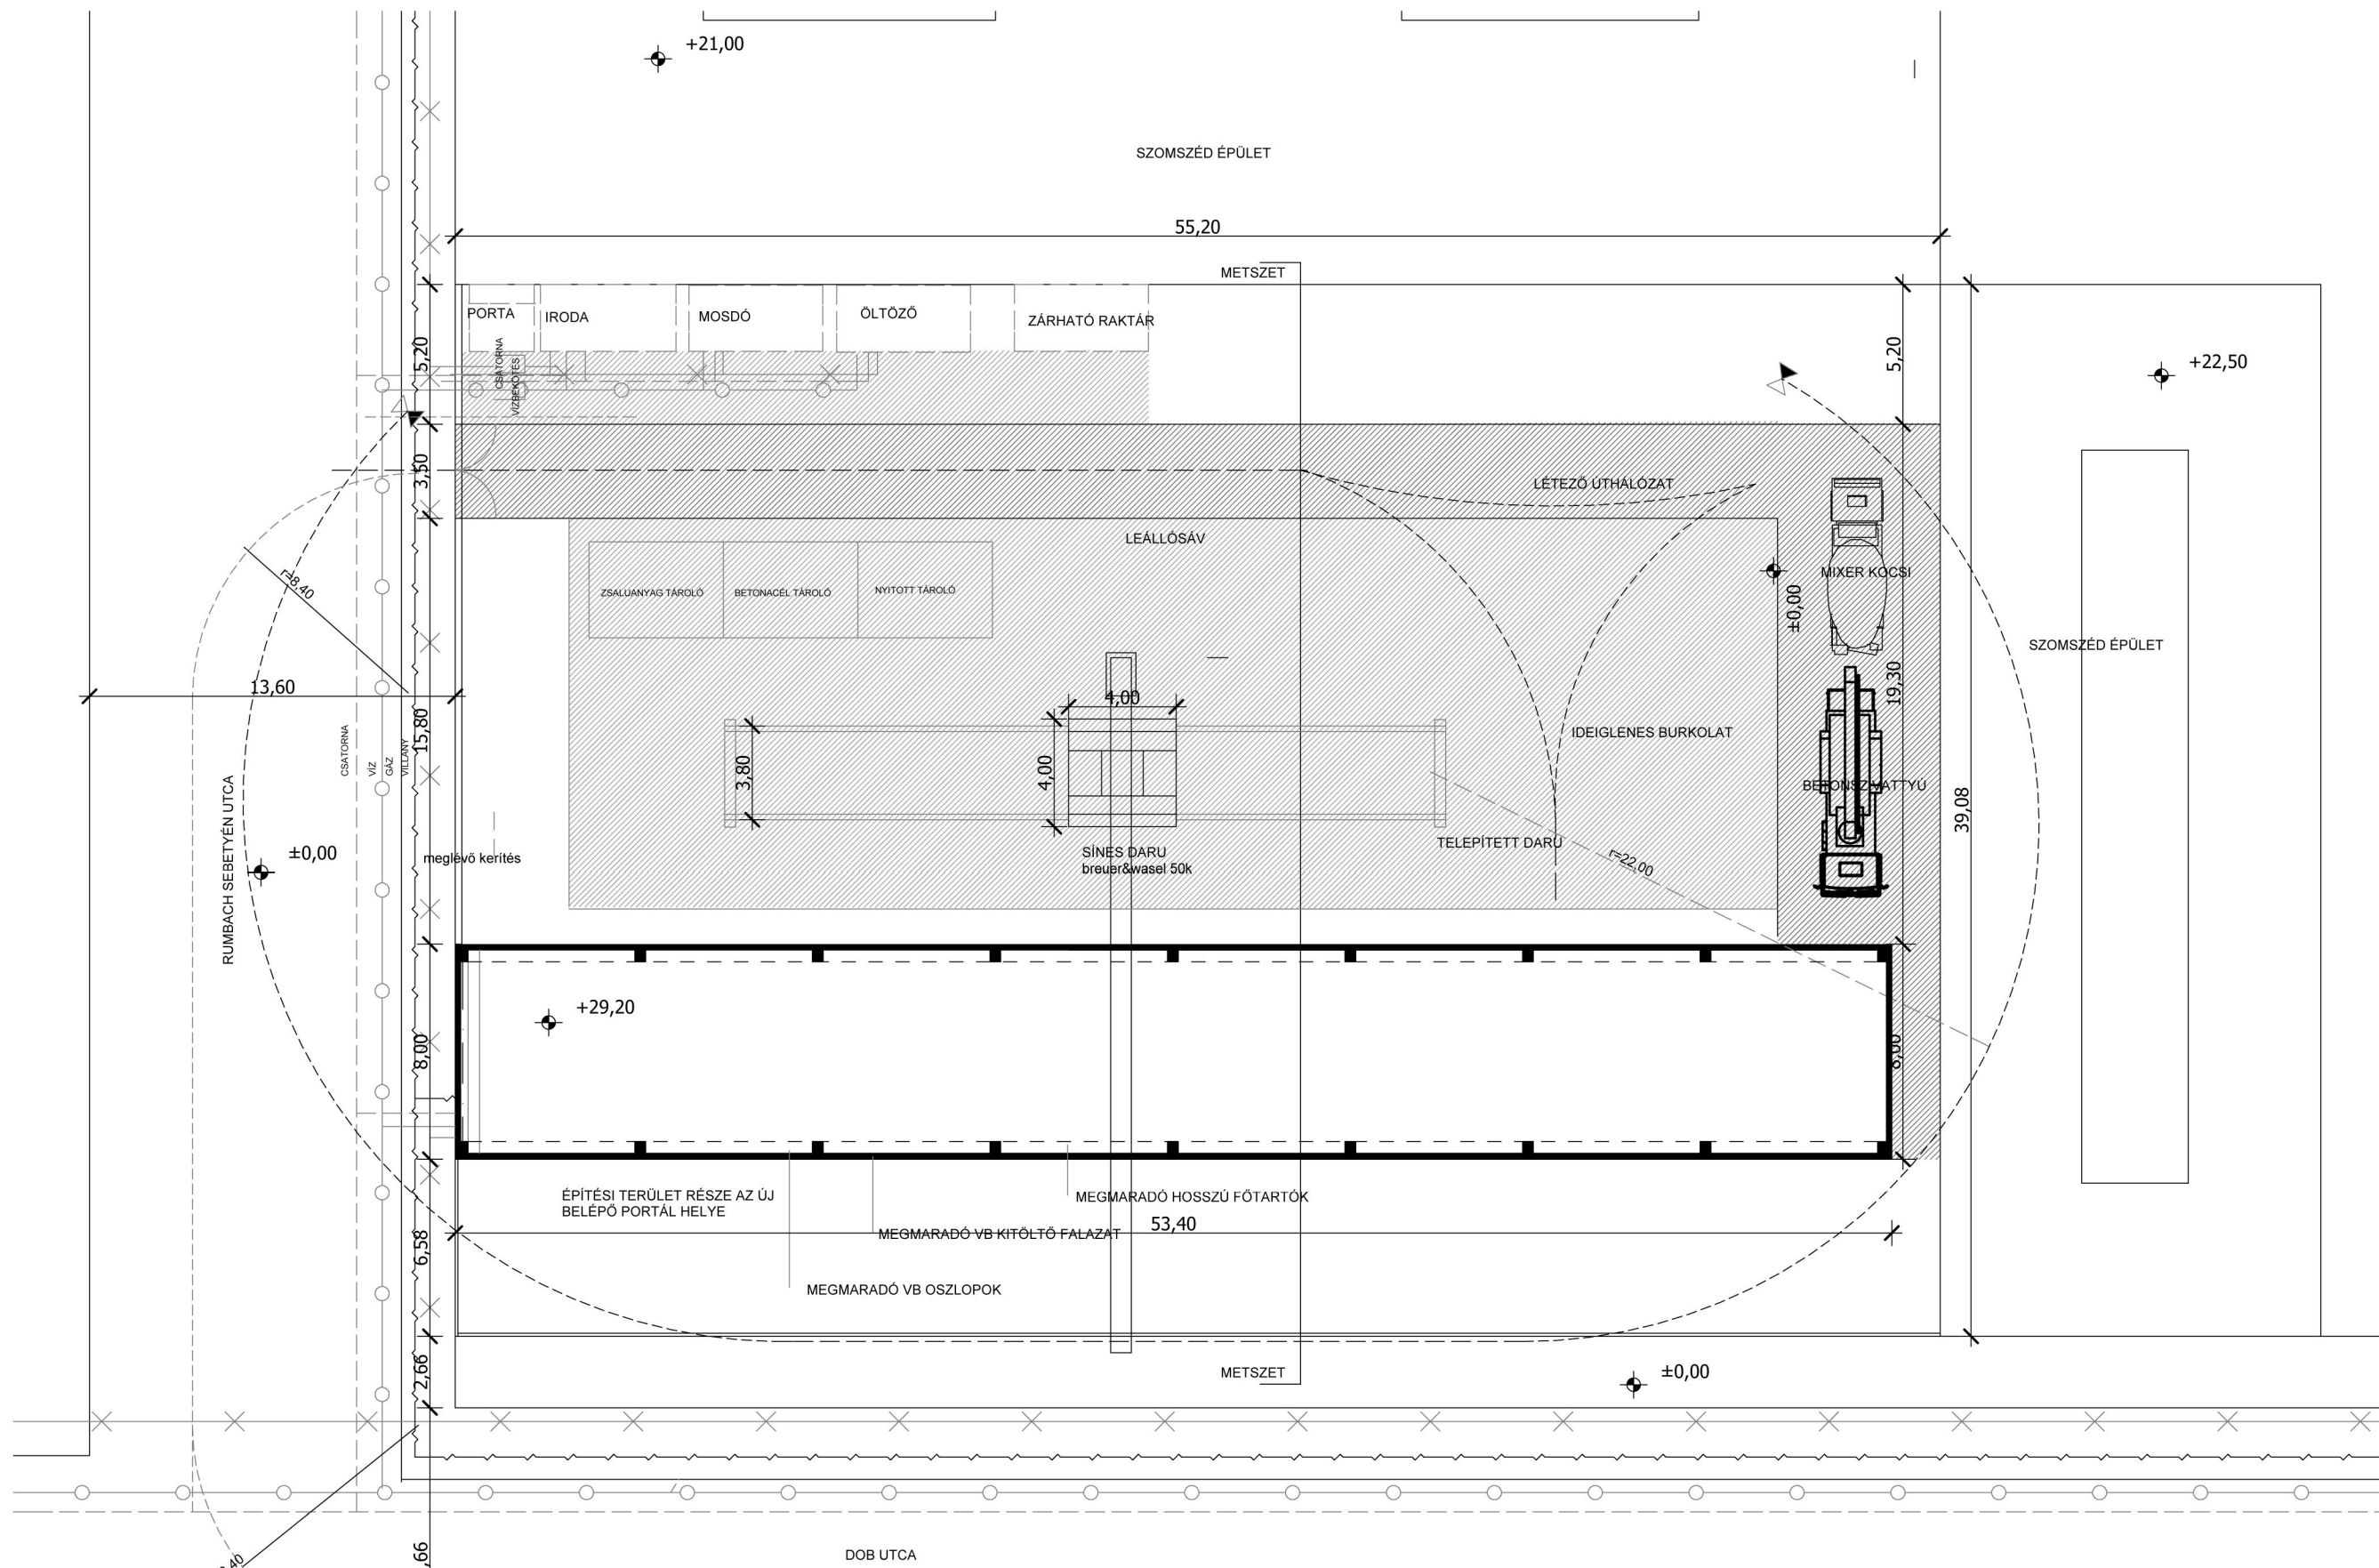 +21,00
SZOMSZÉD ÉPÜLET
55,20
METSZET
PORTA
IRODA
MOSDÓ
ÖLTÖZŐ
ZÁRHATÓ RAKTÁR
CSATORNA
VÍZBEKÖTÉS
5,20
5,20
+22,50
3,50
LÉTEZŐ ÚTHÁLÓZAT
LEÁLLÓSÁV
ZSALUANYAG TÁROLÓ
BETONACÉL TÁROLÓ
NYITOTT TÁROLÓ
MIXER KOCSI
±0,00
r=8,40
SZOMSZÉD ÉPÜLET
13,60
4,00
19,30
15,80
CSATORNA
VÍZ
GÁZ
VILLANY
IDEIGLENES BURKOLAT
3,80
4,00
BETONSZIVATTYÚ
39,08
RUMBACH SEBETYÉN UTCA
±0,00
meglévő kerítés
SÍNES DARU
breuer&wasel 50k
TELEPÍTETT DARU
r=22,00
+29,20
8,00
8,00
ÉPÍTÉSI TERÜLET RÉSZE AZ ÚJ
BELÉPŐ PORTÁL HELYE
MEGMARADÓ HOSSZÚ FŐTARTÓK
53,40
MEGMARADÓ VB KITÖLTŐ FALAZAT
6,58
MEGMARADÓ VB OSZLOPOK
2,66
METSZET
±0,00
,66
DOB UTCA